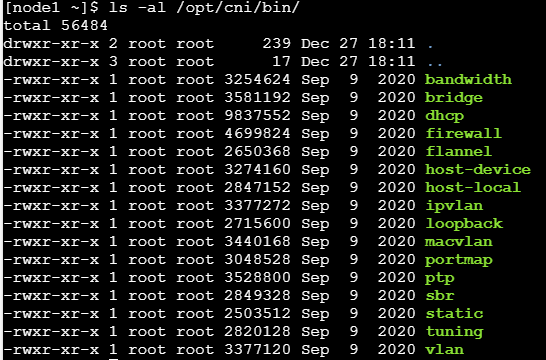 [node1 ~]$ ls -al /opt/cni/bin/
total 56484
drwxr-xr-x 2 root root     239 Dec 27 18:11 .
drwxr-xr-x 3 root root      17 Dec 27 18:11 ..
-rwxr-xr-x 1 root root 3254624 Sep  9  2020 bandwidth
-rwxr-xr-x 1 root root 3581192 Sep  9  2020 bridge
-rwxr-xr-x 1 root root 9837552 Sep  9  2020 dhcp
-rwxr-xr-x 1 root root 4699824 Sep  9  2020 firewall
-rwxr-xr-x 1 root root 2650368 Sep  9  2020 flannel
-rwxr-xr-x 1 root root 3274160 Sep  9  2020 host-device
-rwxr-xr-x 1 root root 2847152 Sep  9  2020 host-local
-rwxr-xr-x 1 root root 3377272 Sep  9  2020 ipvlan
-rwxr-xr-x 1 root root 2715600 Sep  9  2020 loopback
-rwxr-xr-x 1 root root 3440168 Sep  9  2020 macvlan
-rwxr-xr-x 1 root root 3048528 Sep  9  2020 portmap
-rwxr-xr-x 1 root root 3528800 Sep  9  2020 ptp
-rwxr-xr-x 1 root root 2849328 Sep  9  2020 sbr
-rwxr-xr-x 1 root root 2503512 Sep  9  2020 static
-rwxr-xr-x 1 root root 2820128 Sep  9  2020 tuning
-rwxr-xr-x 1 root root 3377120 Sep  9  2020 vlan